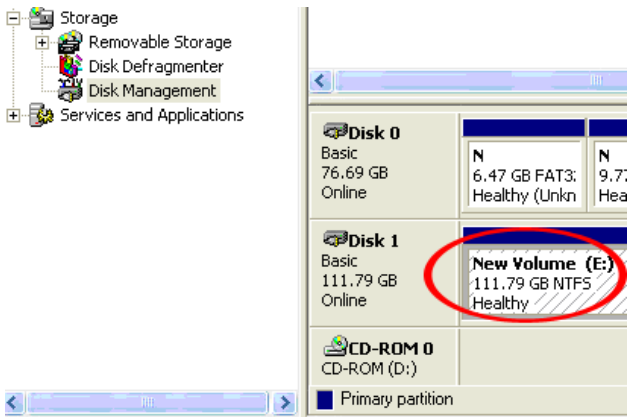 Storage
Removable Storage
Disk Defragmenter
Disk Management
Services and Applications
Disk 0
Basic
76.69 GB
Online
N
6.47 GB FAT3
Healthy (Unkn
N
9.77
Hea
Disk 1
Basic
111.79 GB
Online
New Volume (E:)
111.79 GB NTFS
Healthy
CD-ROM 0
CD-ROM (D:)
Primary partition